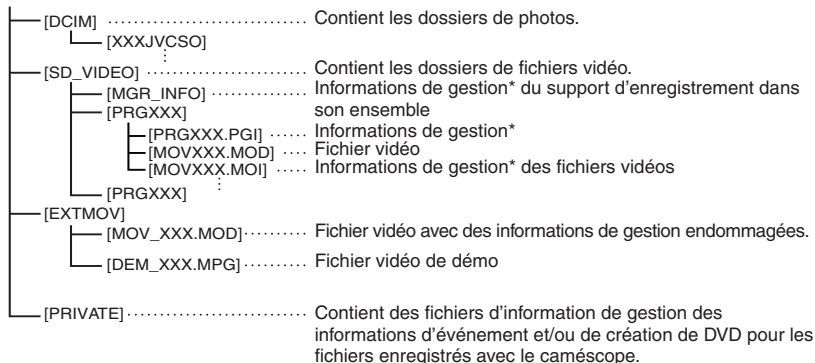 [DCIM] Contient les dossiers de photos.
[XXXJVCSO]
[SD_VIDEO] Contient les dossiers de fichiers vidéo.
[MGR_INFO] Informations de gestion* du support d'enregistrement dans
son ensemble
[PRGXXX]
[PRGXXX.PGI] Informations de gestion*
[MOVXXX.MOD] Fichier vidéo
[MOVXXX.MOI] Informations de gestion* des fichiers vidéos
[PRGXXX]
[EXTMOV]
[MOV_XXX.MOD] Fichier vidéo avec des informations de gestion endommagées.
[DEM_XXX.MPG] Fichier vidéo de démo
[PRIVATE] Contient des fichiers d'information de gestion des
informations d'événement et/ou de création de DVD pour les
fichiers enregistrés avec le caméscope.